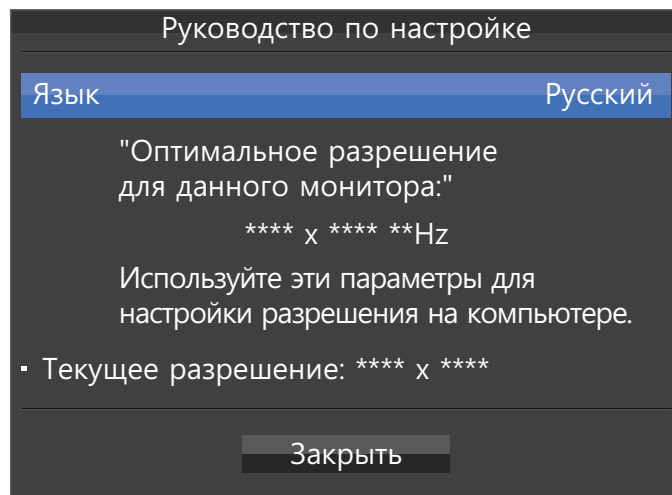 Руководство по настройке
Язык Русский
"Оптимальное разрешение
для данного монитора:"
**** x **** **Hz
Используйте эти параметры для
настройки разрешения на компьютере.
Текущее разрешение: **** x ****
Закрыть